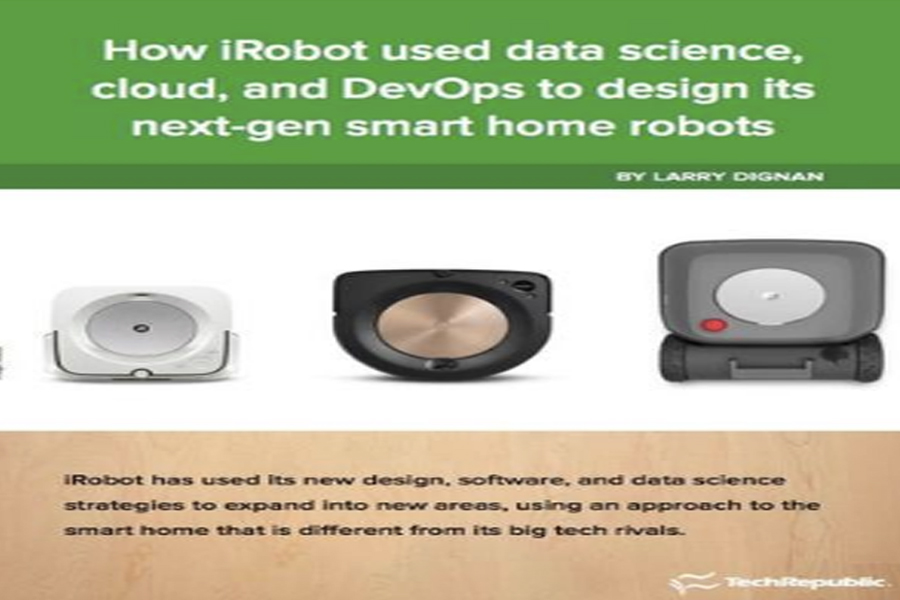 How iRobot used data science,
cloud, and DevOps to design its
next-gen smart home robots
BY LARRY DIGNAN
iRobot has used its new design, software, and data science
strategies to expand into new areas, using an approach to the
smart home that is different from its big tech rivals.
TechRepublic.